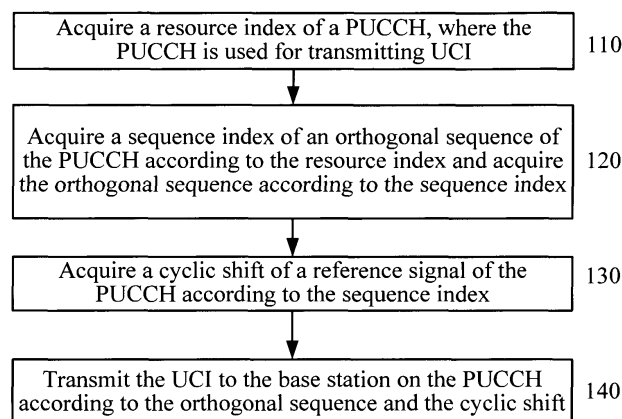 Acquire a resource index of a PUCCH, where the
PUCCH is used for transmitting UCI
110
Acquire a sequence index of an orthogonal sequence of
the PUCCH according to the resource index and acquire
the orthogonal sequence according to the sequence index
120
Acquire a cyclic shift of a reference signal of the
PUCCH according to the sequence index
130
Transmit the UCI to the base station on the PUCCH
according to the orthogonal sequence and the cyclic shift
140